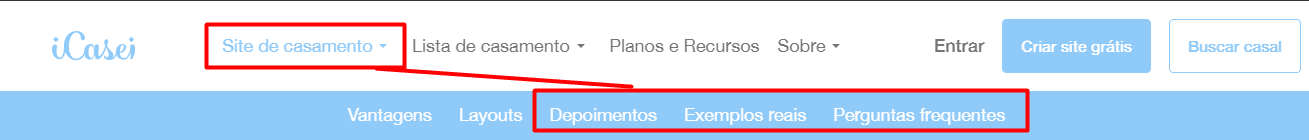 iCasei Site de casamento Lista de casamento Planos e Recursos Sobre Entrar Criar site grátis Buscar casal
Vantagens Layouts Depoimentos Exemplos reais Perguntas frequentes